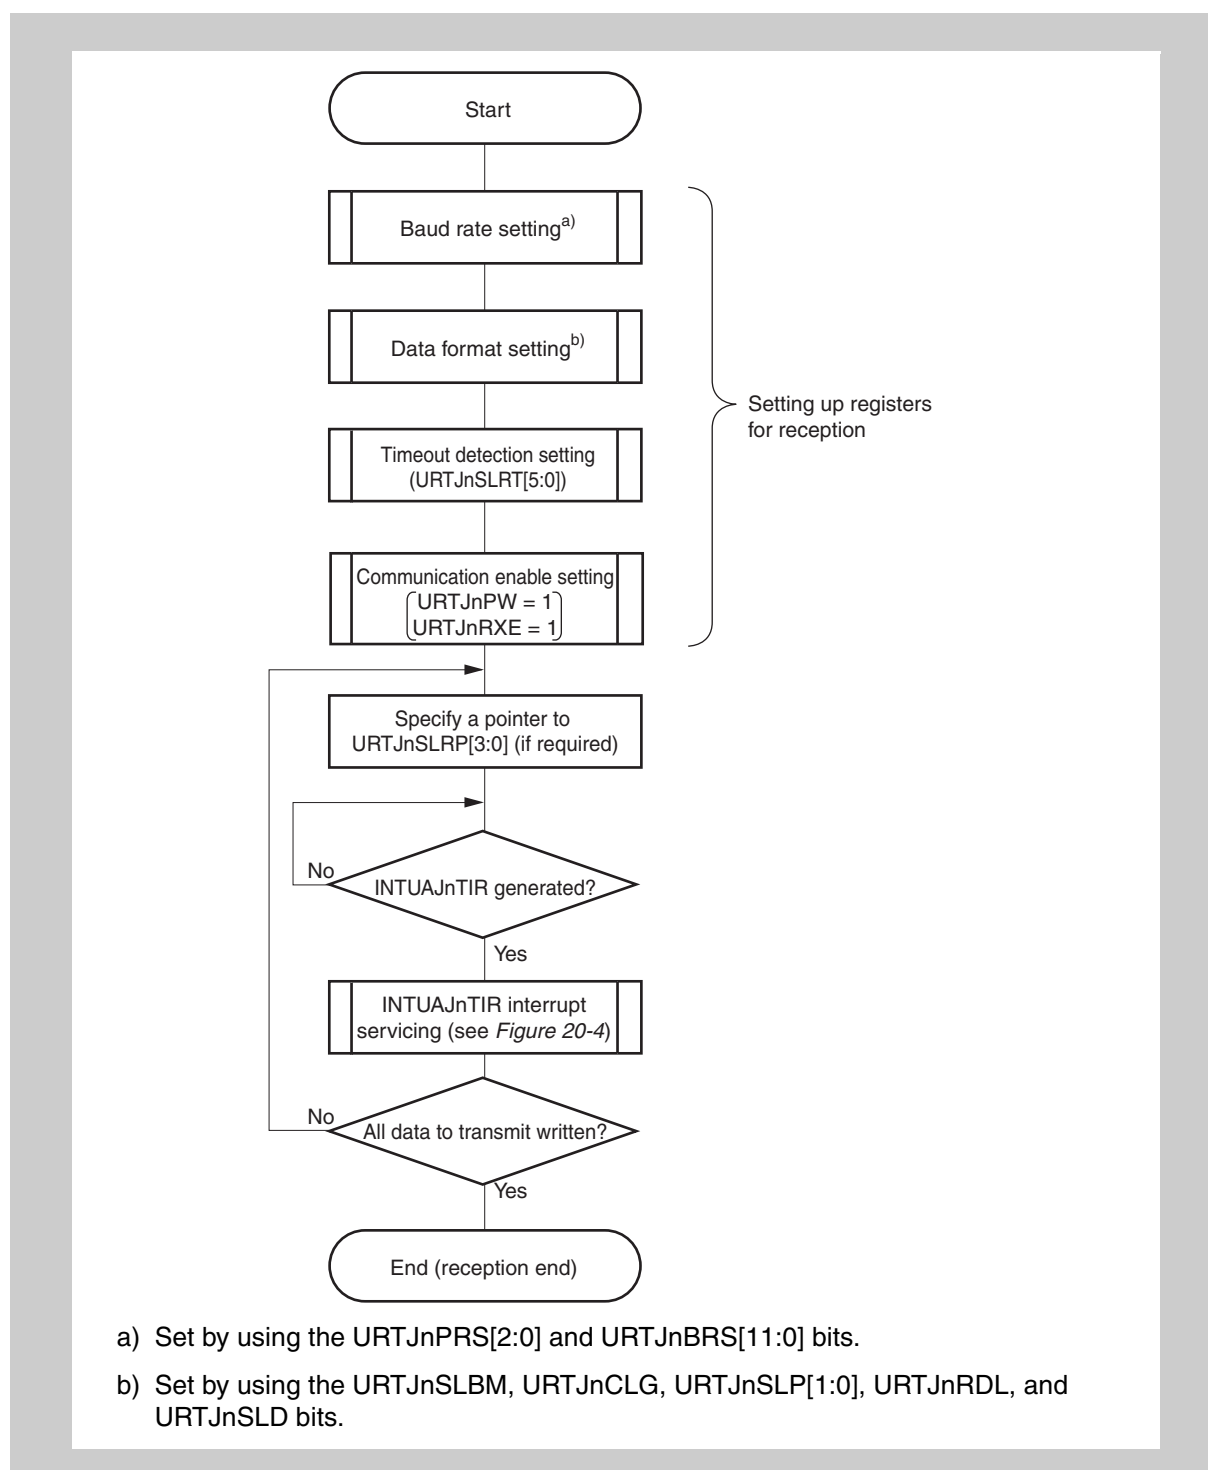 Start
Baud rate setting a)
Data format setting b)
Timeout detection setting
(URTJnSLRT[5:0])
Communication enable setting
URTJnPW = 1
URTJnRXE = 1
Setting up registers
for reception
Specify a pointer to
URTJnSLRP[3:0] (if required)
No
INTUAJnTIR generated?
Yes
INTUAJnTIR interrupt
servicing (see Figure 20-4)
No
All data to transmit written?
Yes
End (reception end)
a) Set by using the URTJnPRS[2:0] and URTJnBRS[11:0] bits.
b) Set by using the URTJnSLBM, URTJnCLG, URTJnSLP[1:0], URTJnRDL, and
URTJnSLD bits.